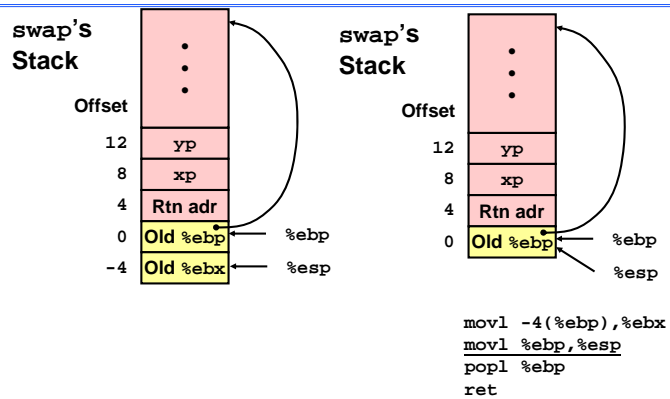 swap's
Stack
Offset
12 yp
8 xp
4 Rtn adr
0 Old %ebp %ebp
-4 Old %ebx %esp
swap's
Stack
Offset
12 yp
8 xp
4 Rtn adr
0 Old %ebp %ebp
%esp
movl -4(%ebp),%ebx
movl %ebp,%esp
popl %ebp
ret